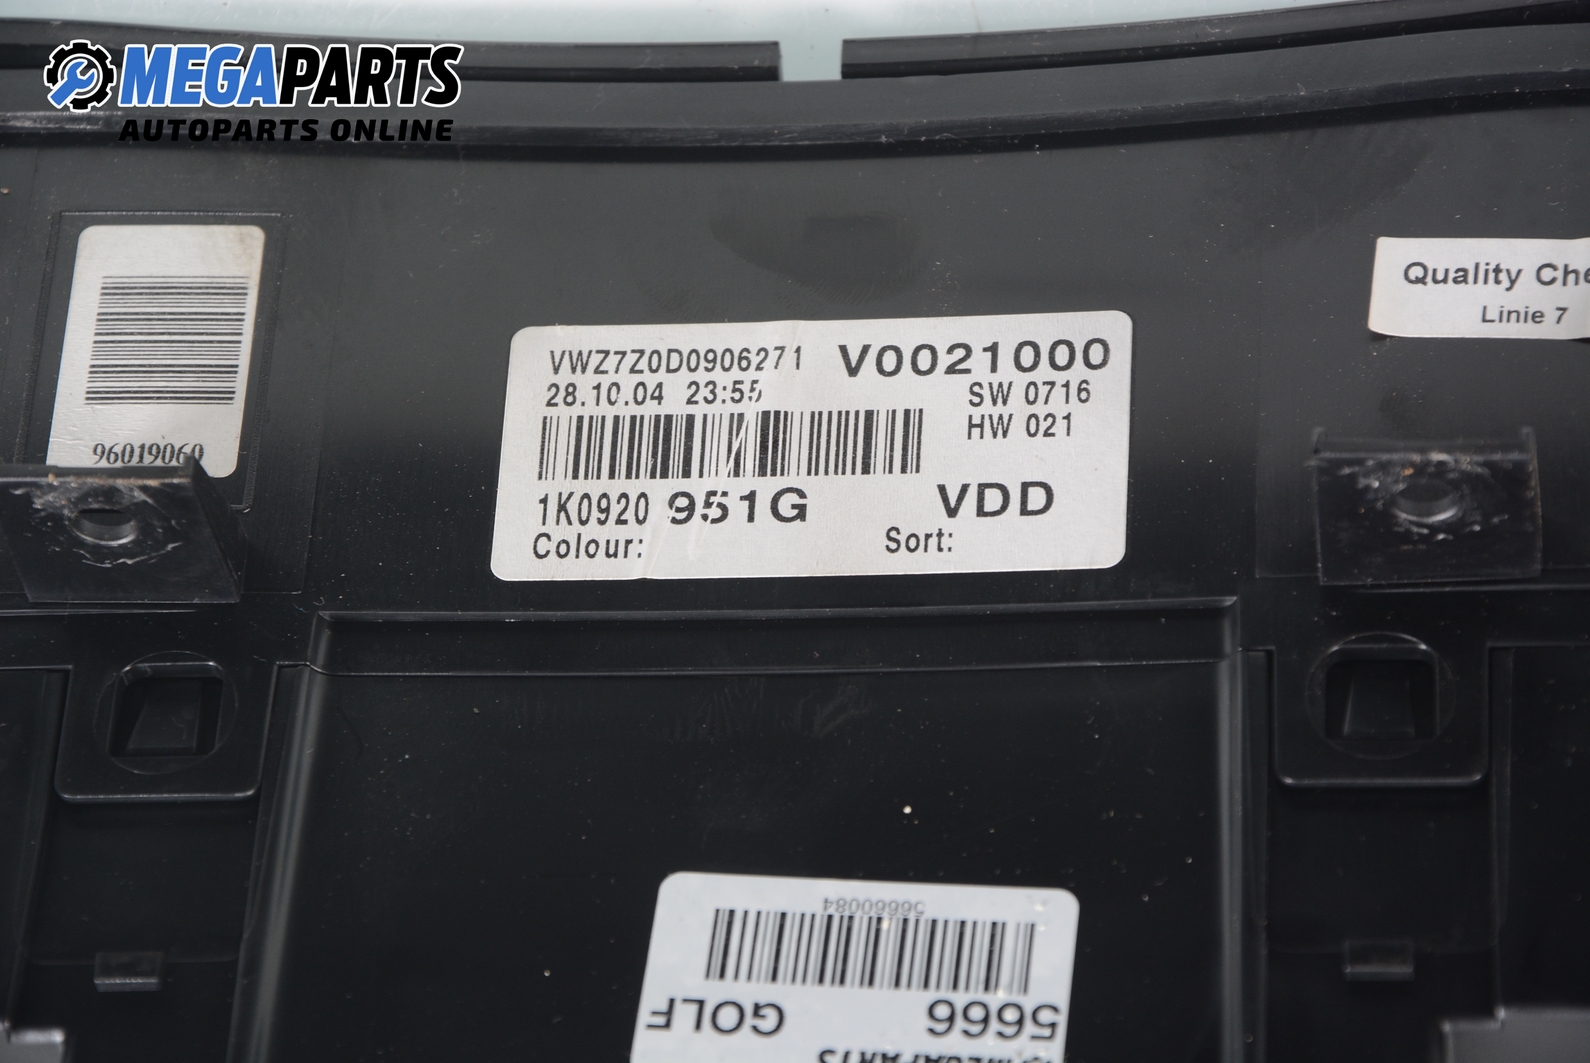 MEGAPARTS
AUTOPARTS ONLINE
96019060
VWZ7Z0D0906271 V0021000
28.10.04 23:55 SW 0716
HW 021
1K0920 951G VDD
Colour: Sort:
Quality
Linie 7
56660084
5666 GOLF
MEGAPARTS